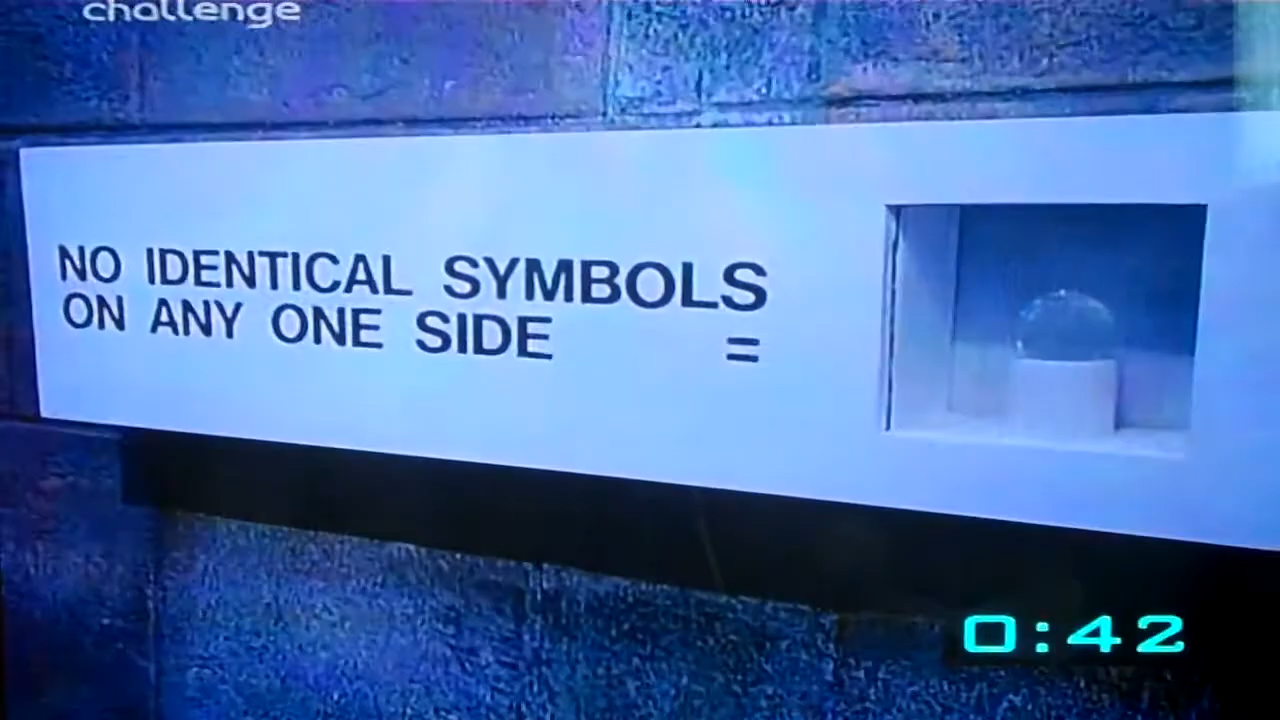 challenge
NO IDENTICAL SYMBOLS
ON ANY ONE SIDE =
0:42